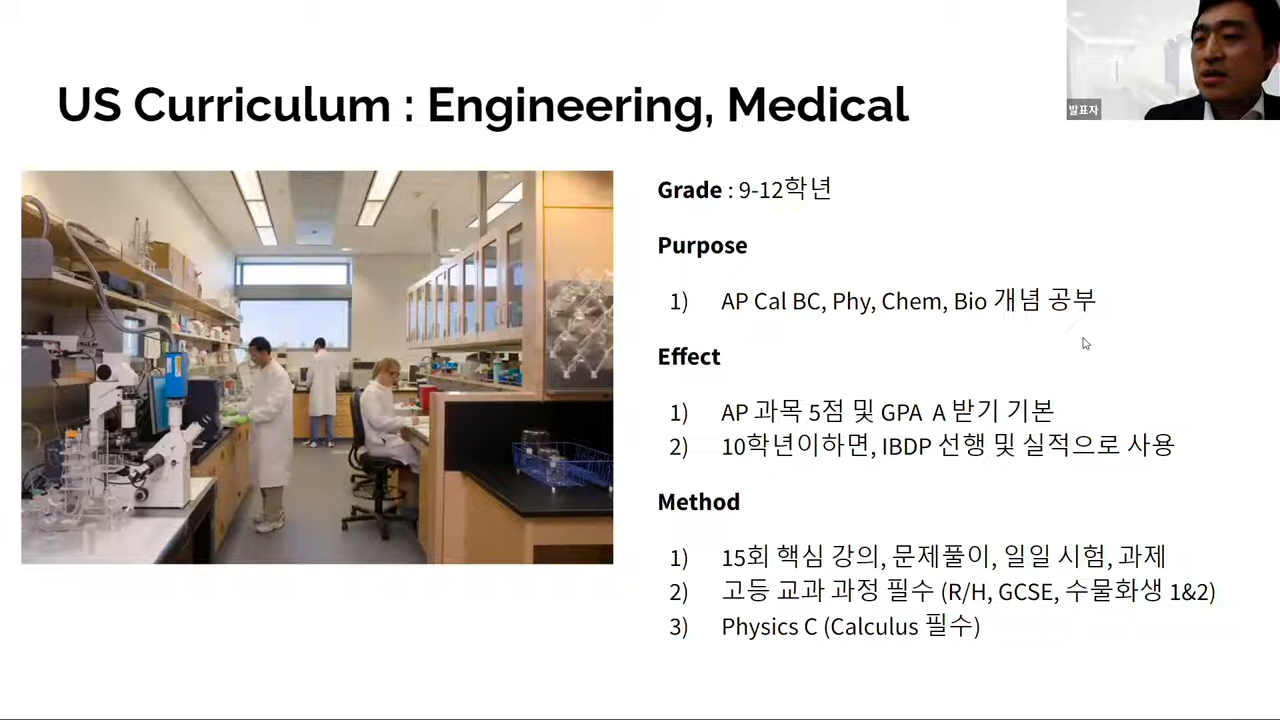 US Curriculum : Engineering, Medical
발표자
Grade : 9-12학년
Purpose
1) AP Cal BC, Phy, Chem, Bio 개념 공부
Effect
1) AP 과목 5점 및 GPA A 받기 기본
2) 10학년이하면, IBDP 선행 및 실적으로 사용
Method
1) 15회 핵심 강의, 문제풀이, 일일 시험, 과제
2) 고등 교과 과정 필수 (R/H, GCSE, 수물화생 1&2)
3) Physics C (Calculus 필수)